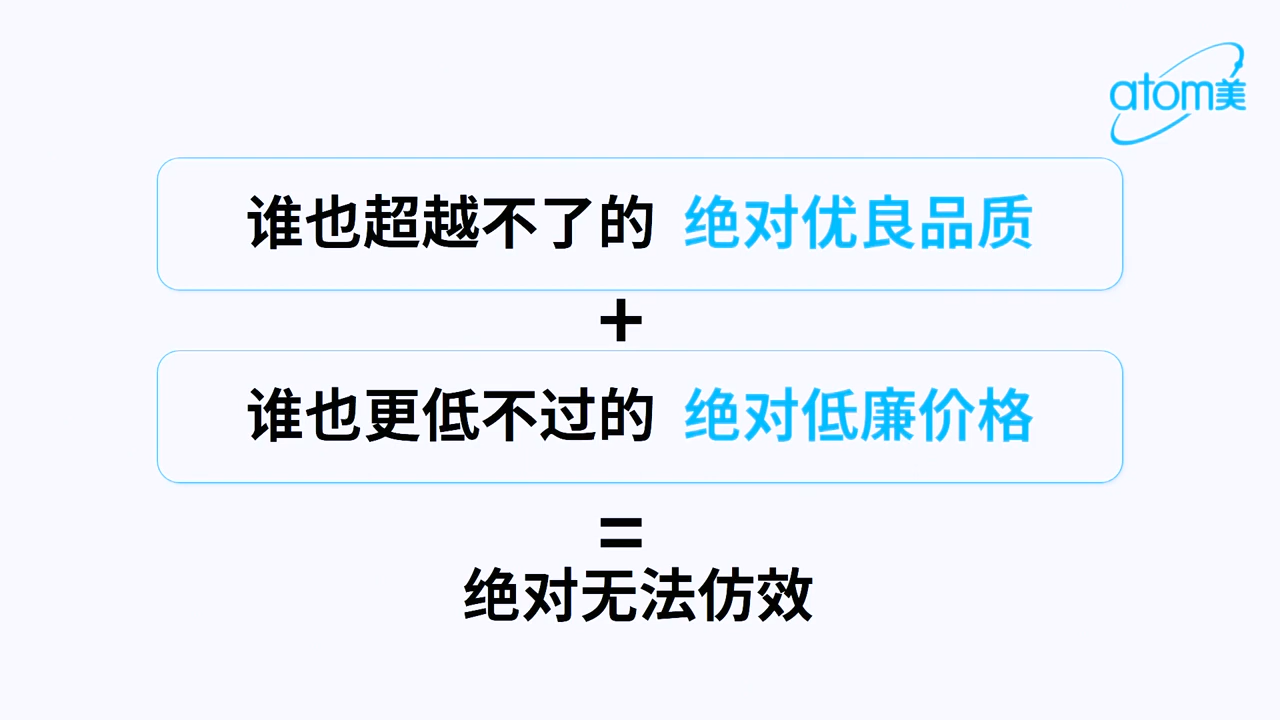 atom美
谁也超越不了的 绝对优良品质
+
谁也更低不过的 绝对低廉价格
=
绝对无法仿效